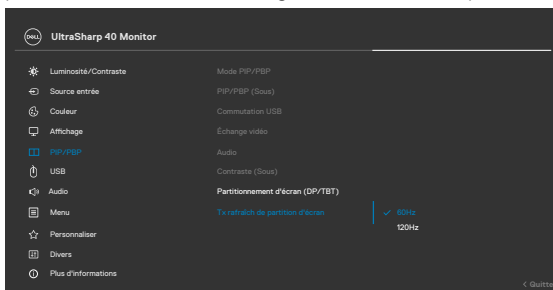 DELL UltraSharp 40 Monitor
Luminosité/Contraste Mode PIP/PBP
Source entrée PIP/PBP (Sous)
Couleur Commutation USB
Affichage Échange vidéo
PIP/PBP Audio
USB Contraste (Sous)
Audio Partitionnement d'écran (DP/TBT)
Menu Tx rafraîch de partition d'écran 60Hz
Personnaliser 120Hz
Divers
Plus d'informations
Quitte